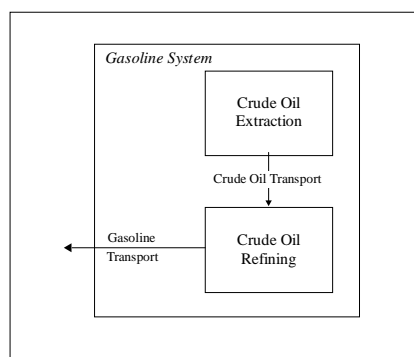 Gasoline System
Crude Oil
Extraction
Crude Oil Transport
Gasoline
Transport
Crude Oil
Refining